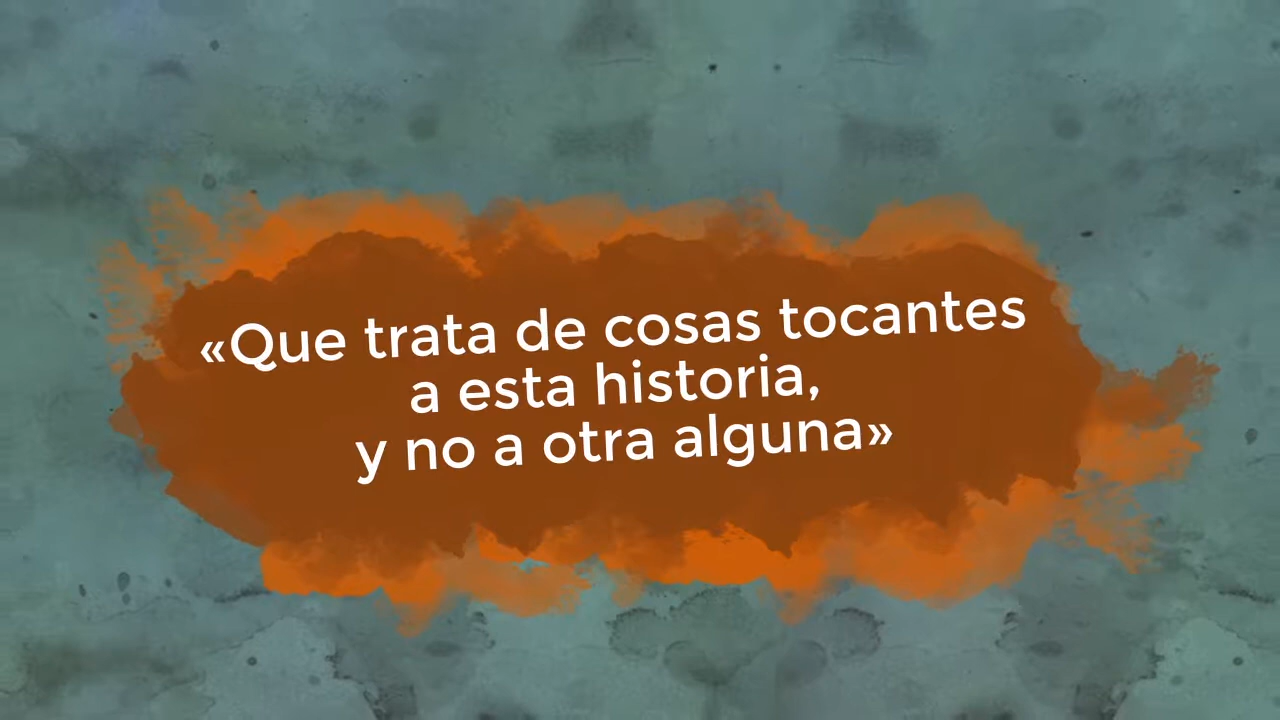 «Que trata de cosas tocantes
a esta historia,
y no a otra alguna»